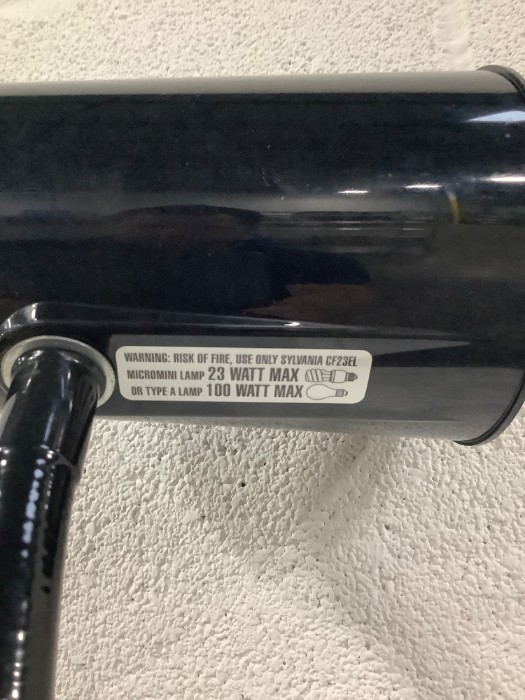 WARNING: RISK OF FIRE, USE ONLY SYLVANIA CF23EL
MICROMINI LAMP 23 WATT MAX
OR TYPE A LAMP 100 WATT MAX